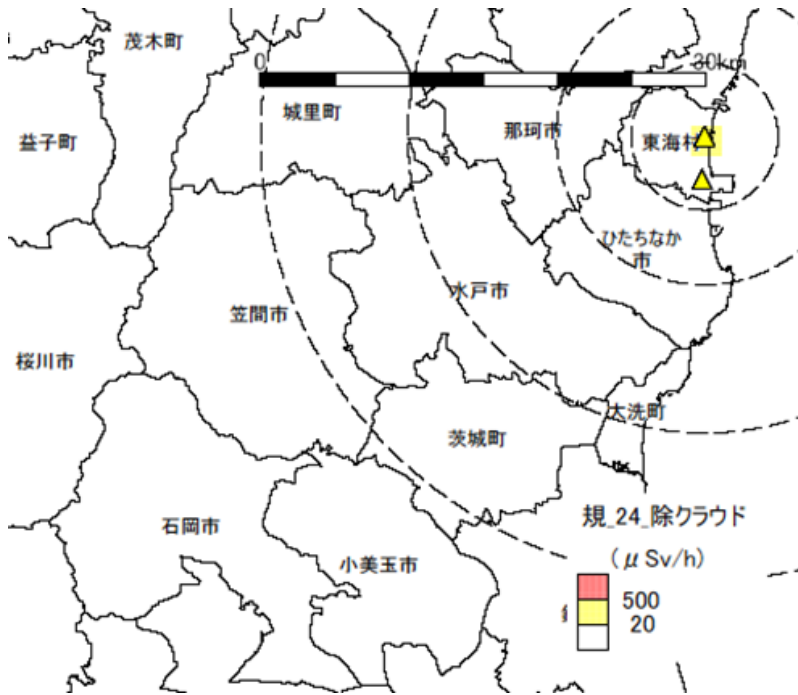 茂木町
0
30km
城里町
那珂市
東海村
益子町
ひたちなか
市
水戸市
笠間市
桜川市
大洗町
茨城町
規_24_除クラウド
石岡市
(μSv/h)
小美玉市
500
20